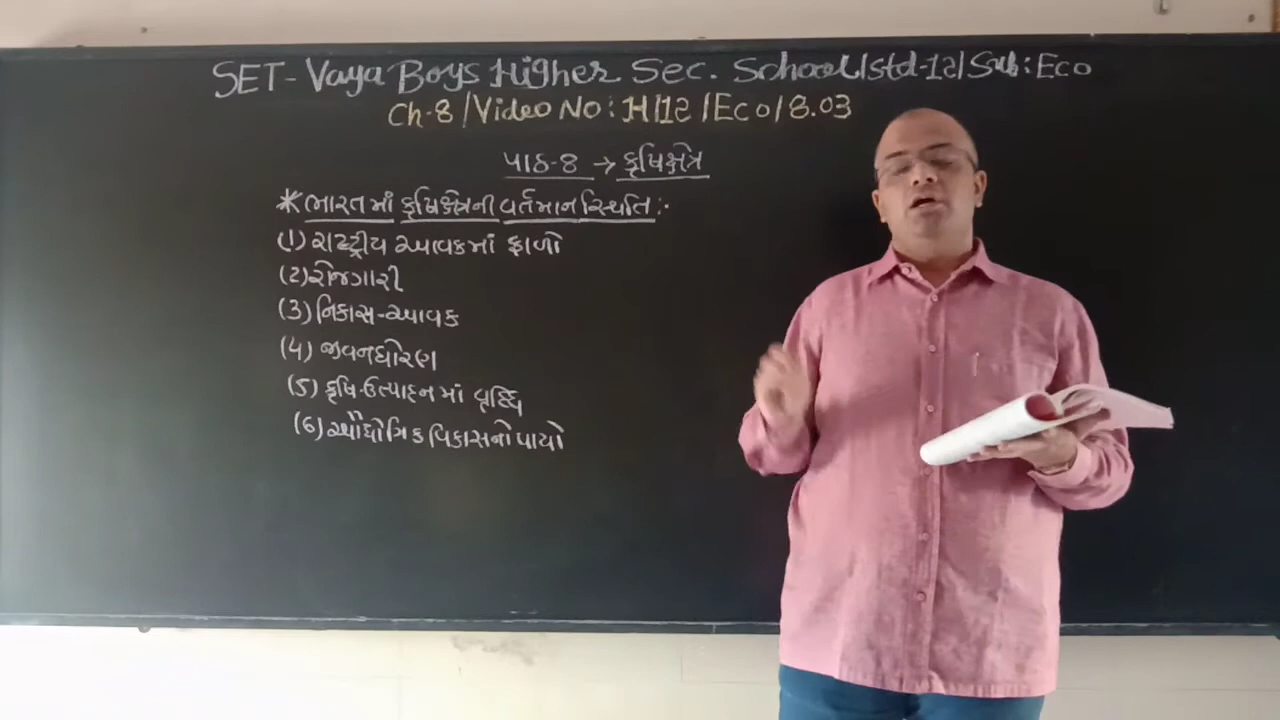 SET- Vaya Boys Higher Sec. School/Std-12/Sub: Eco
Ch-8/Video No: H/12/Eco/8.03
પાઠ-8 → કૃષિક્ષેત્ર
* ભારતમાં કૃષિક્ષેત્રની વર્તમાન સ્થિતિ :-
(1) રાષ્ટ્રીય આવકમાં ફાળો
(2) રોજગારી
(3) નિકાસ-આવક
(4) જીવનધોરણ
(5) કૃષિ-ઉત્પાદનમાં વૃદ્ધિ
(6) ઔદ્યોગિક વિકાસનો પાયો